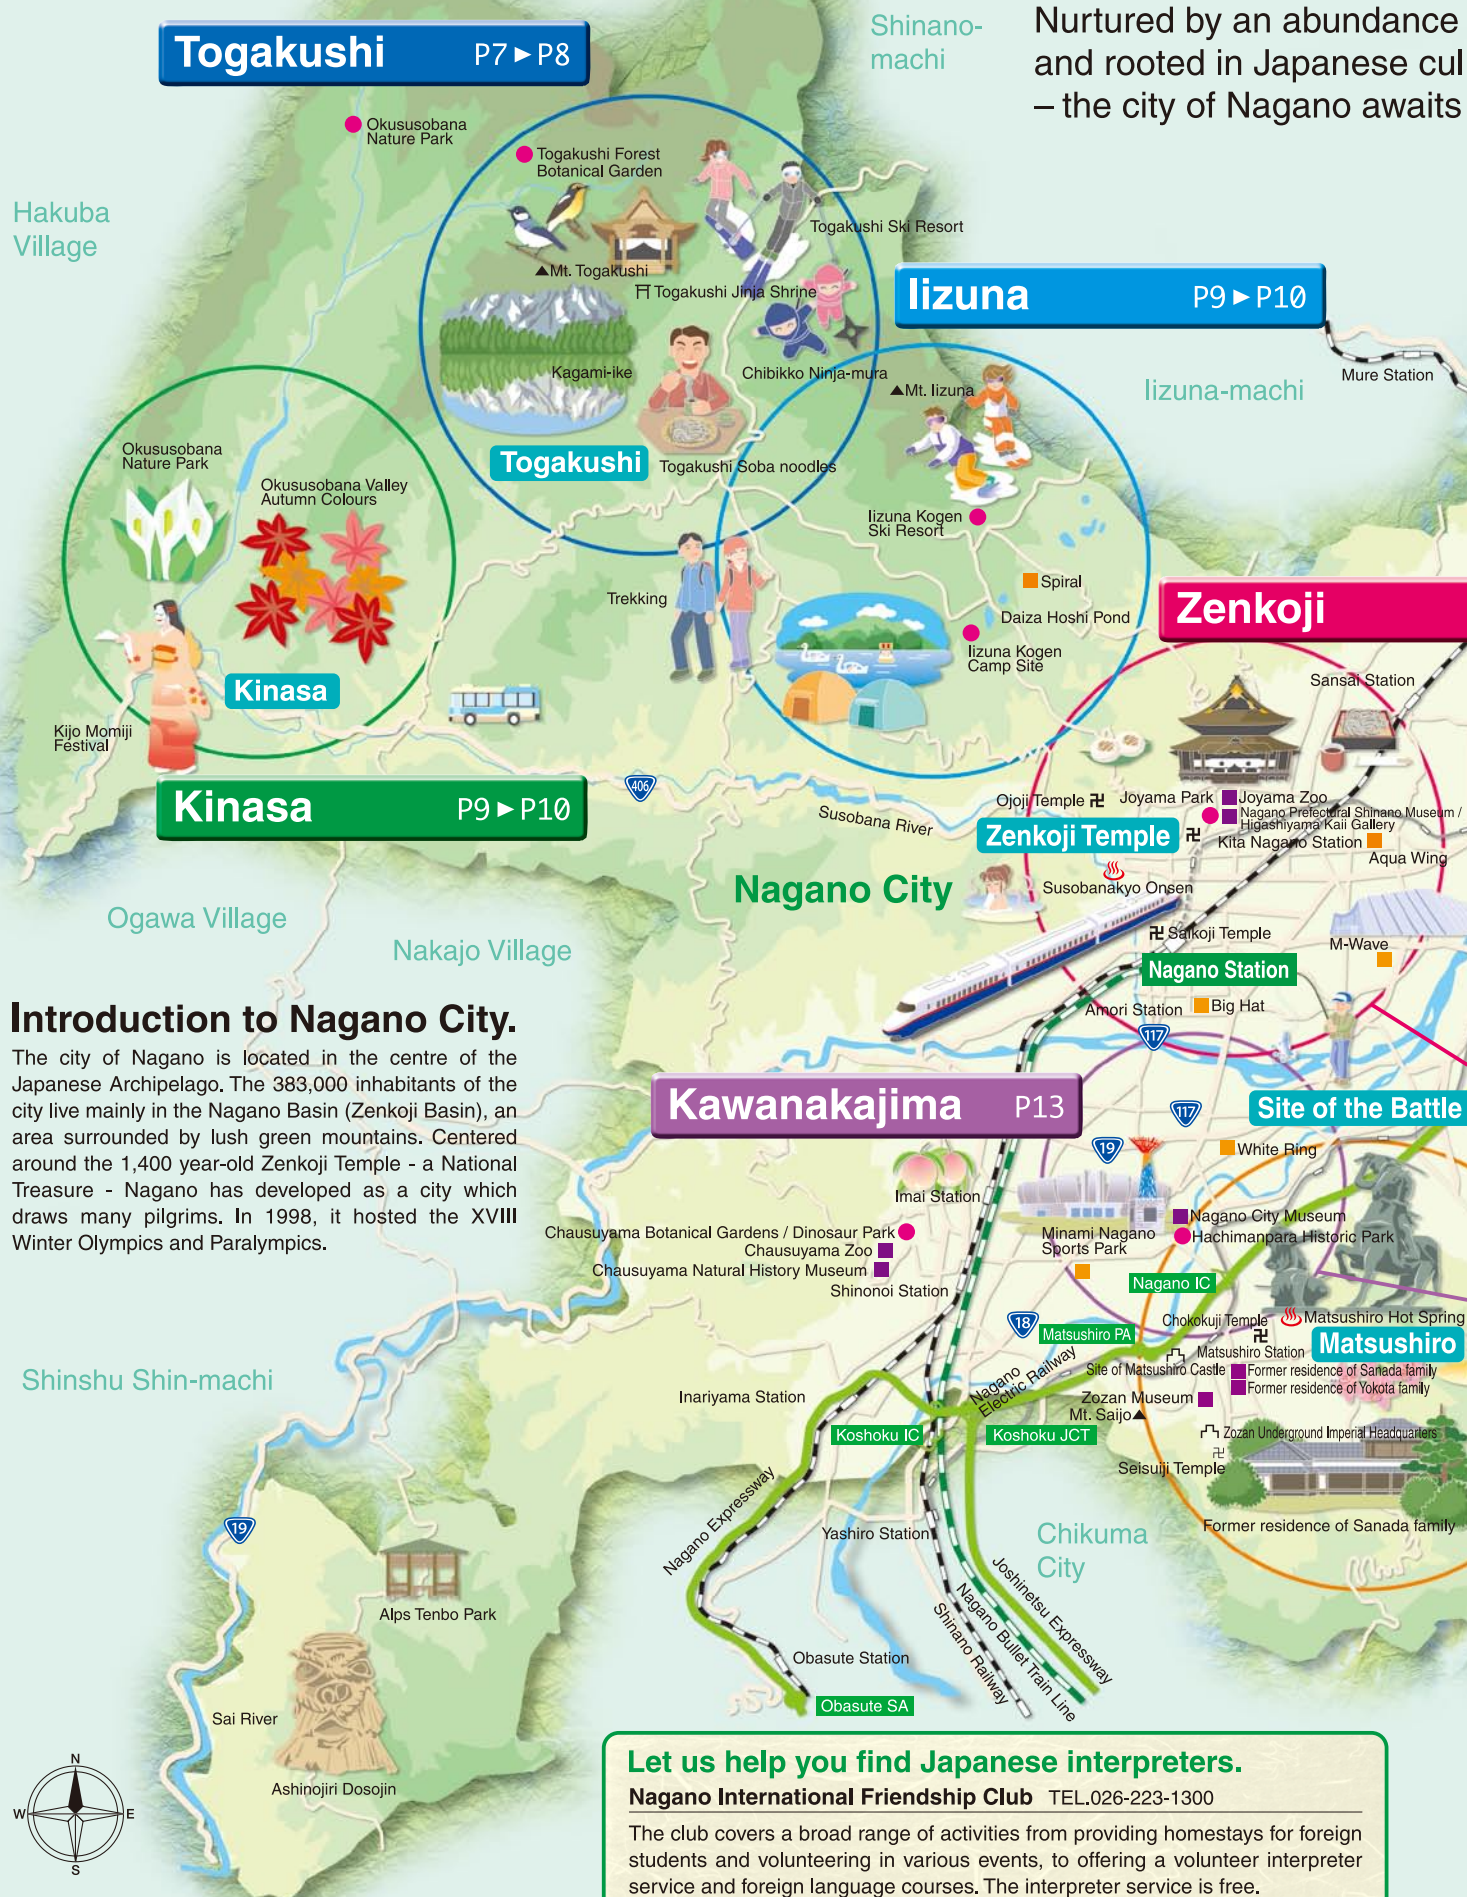 Nurtured by an abundance
and rooted in Japanese cul
– the city of Nagano awaits
Togakushi P7►P8
Shinano-
machi
Okususobana
Nature Park
Togakushi Forest
Botanical Garden
Hakuba
Village
Togakushi Ski Resort
▲Mt. Togakushi
Togakushi Jinja Shrine
Iizuna P9►P10
Mure Station
Kagami-ike
Chibikko Ninja-mura
▲Mt. Iizuna
Iizuna-machi
Okususobana
Nature Park
Togakushi
Togakushi Soba noodles
Okususobana Valley
Autumn Colours
Iizuna Kogen
Ski Resort
Spiral
Trekking
Daiza Hoshi Pond
Zenkoji
Iizuna Kogen
Camp Site
Sansai Station
Kinasa
Kijo Momiji
Festival
Kinasa P9►P10
406
Susobana River
Ojoji Temple 卍
Joyama Park
Joyama Zoo
Nagano Prefectural Shinano Museum /
Higashiyama Kaii Gallery
Zenkoji Temple 卍
Kita Nagano Station
Aqua Wing
Nagano City
Susobanakyo Onsen
Ogawa Village
Nakajo Village
卍 Saikoji Temple
M-Wave
Nagano Station
Amori Station
Big Hat
117
Introduction to Nagano City.
The city of Nagano is located in the centre of the
Japanese Archipelago. The 383,000 inhabitants of the
city live mainly in the Nagano Basin (Zenkoji Basin), an
area surrounded by lush green mountains. Centered
around the 1,400 year-old Zenkoji Temple - a National
Treasure - Nagano has developed as a city which
draws many pilgrims. In 1998, it hosted the XVIII
Winter Olympics and Paralympics.
Kawanakajima P13
117
Site of the Battle
19
White Ring
Imai Station
Nagano City Museum
Chausuyama Botanical Gardens / Dinosaur Park
Minami Nagano
Sports Park
Hachimanpara Historic Park
Chausuyama Zoo
Chausuyama Natural History Museum
Nagano IC
Shinonoi Station
18
Chokokuji Temple
卍
Matsushiro Hot Spring
Matsushiro PA
Matsushiro Station
Matsushiro
Nagano
Electric Railway
Site of Matsushiro Castle
Former residence of Sanada family
Former residence of Yokota family
Shinshu Shin-machi
Inariyama Station
Zozan Museum
Mt. Saijo▲
Koshoku IC
Koshoku JCT
Zozan Underground Imperial Headquarters
卍
Seisuiji Temple
Nagano Expressway
Yashiro Station
Chikuma
City
Former residence of Sanada family
19
Joshinetsu Expressway
Nagano Bullet Train Line
Shinano Railway
Alps Tenbo Park
Obasute Station
Obasute SA
Sai River
Ashinojiri Dosojin
N
W E
S
Let us help you find Japanese interpreters.
Nagano International Friendship Club TEL.026-223-1300
The club covers a broad range of activities from providing homestays for foreign
students and volunteering in various events, to offering a volunteer interpreter
service and foreign language courses. The interpreter service is free.